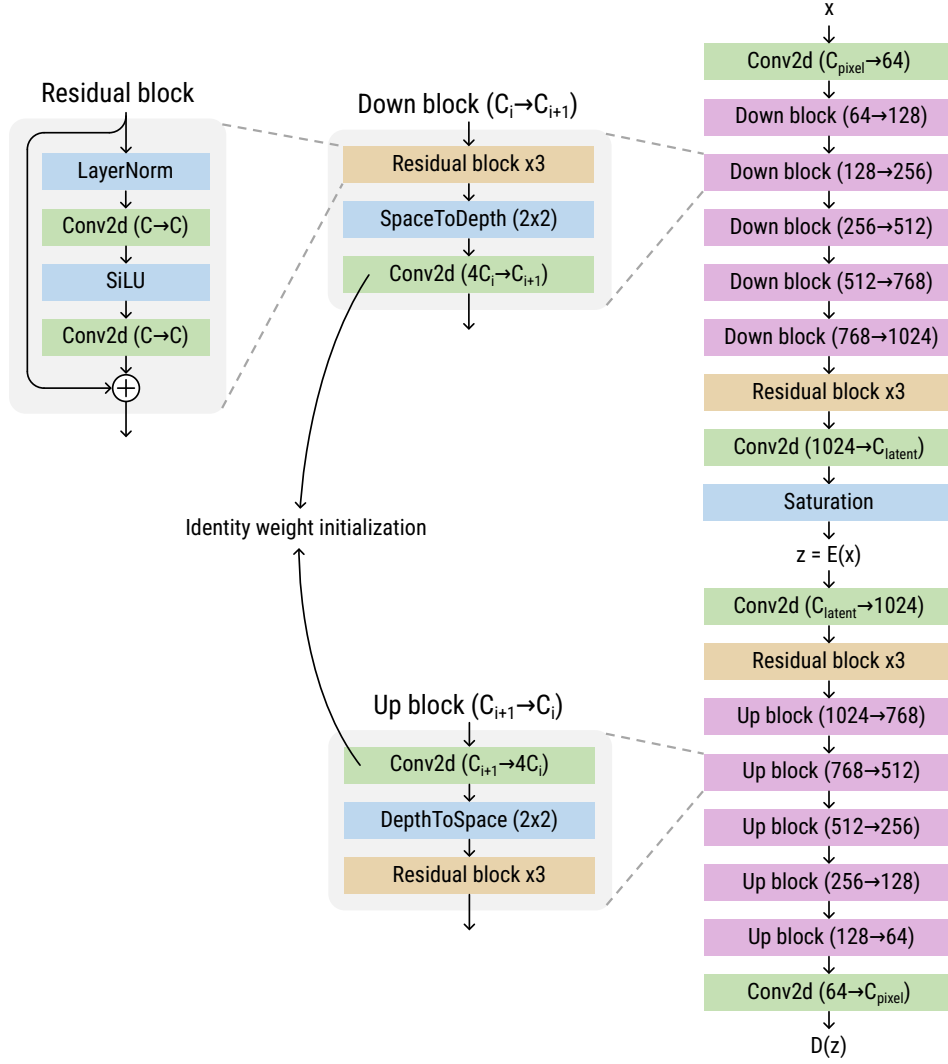 Residual block
LayerNorm
Conv2d (C→C)
SiLU
Conv2d (C→C)
Down block (Cᵢ→Cᵢ₊₁)
Residual block x3
SpaceToDepth (2x2)
Conv2d (4Cᵢ→Cᵢ₊₁)
Identity weight initialization
Up block (Cᵢ₊₁→Cᵢ)
Conv2d (Cᵢ₊₁→4Cᵢ)
DepthToSpace (2x2)
Residual block x3
x
Conv2d (C_pixel→64)
Down block (64→128)
Down block (128→256)
Down block (256→512)
Down block (512→768)
Down block (768→1024)
Residual block x3
Conv2d (1024→C_latent)
Saturation
z = E(x)
Conv2d (C_latent→1024)
Residual block x3
Up block (1024→768)
Up block (768→512)
Up block (512→256)
Up block (256→128)
Up block (128→64)
Conv2d (64→C_pixel)
D(z)